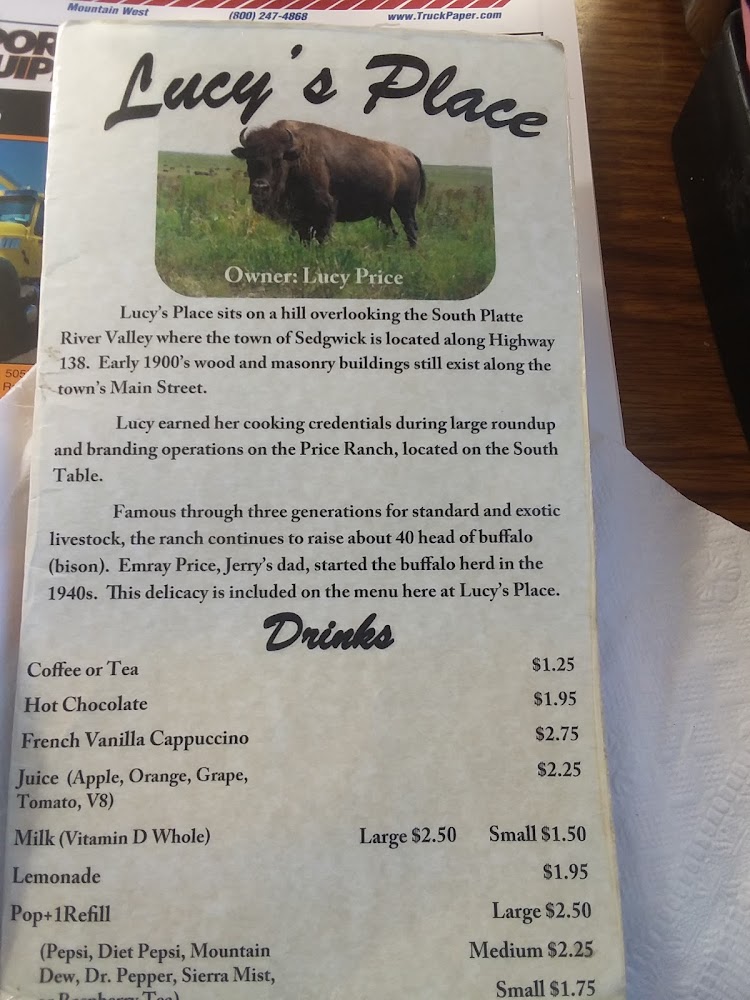 Mountain West (800) 247-4868 www.TruckPaper.com
Lucy's Place
Owner: Lucy Price
Lucy's Place sits on a hill overlooking the South Platte
River Valley where the town of Sedgwick is located along Highway
138. Early 1900's wood and masonry buildings still exist along the
town's Main Street.
Lucy earned her cooking credentials during large roundup
and branding operations on the Price Ranch, located on the South
Table.
Famous through three generations for standard and exotic
livestock, the ranch continues to raise about 40 head of buffalo
(bison). Emray Price, Jerry's dad, started the buffalo herd in the
1940s. This delicacy is included on the menu here at Lucy's Place.
Drinks
Coffee or Tea $1.25
Hot Chocolate $1.95
French Vanilla Cappuccino $2.75
Juice (Apple, Orange, Grape, $2.25
Tomato, V8)
Milk (Vitamin D Whole) Large $2.50 Small $1.50
Lemonade $1.95
Pop+1Refill Large $2.50
(Pepsi, Diet Pepsi, Mountain Medium $2.25
Dew, Dr. Pepper, Sierra Mist,
Small $1.75
or Raspberry Tea)